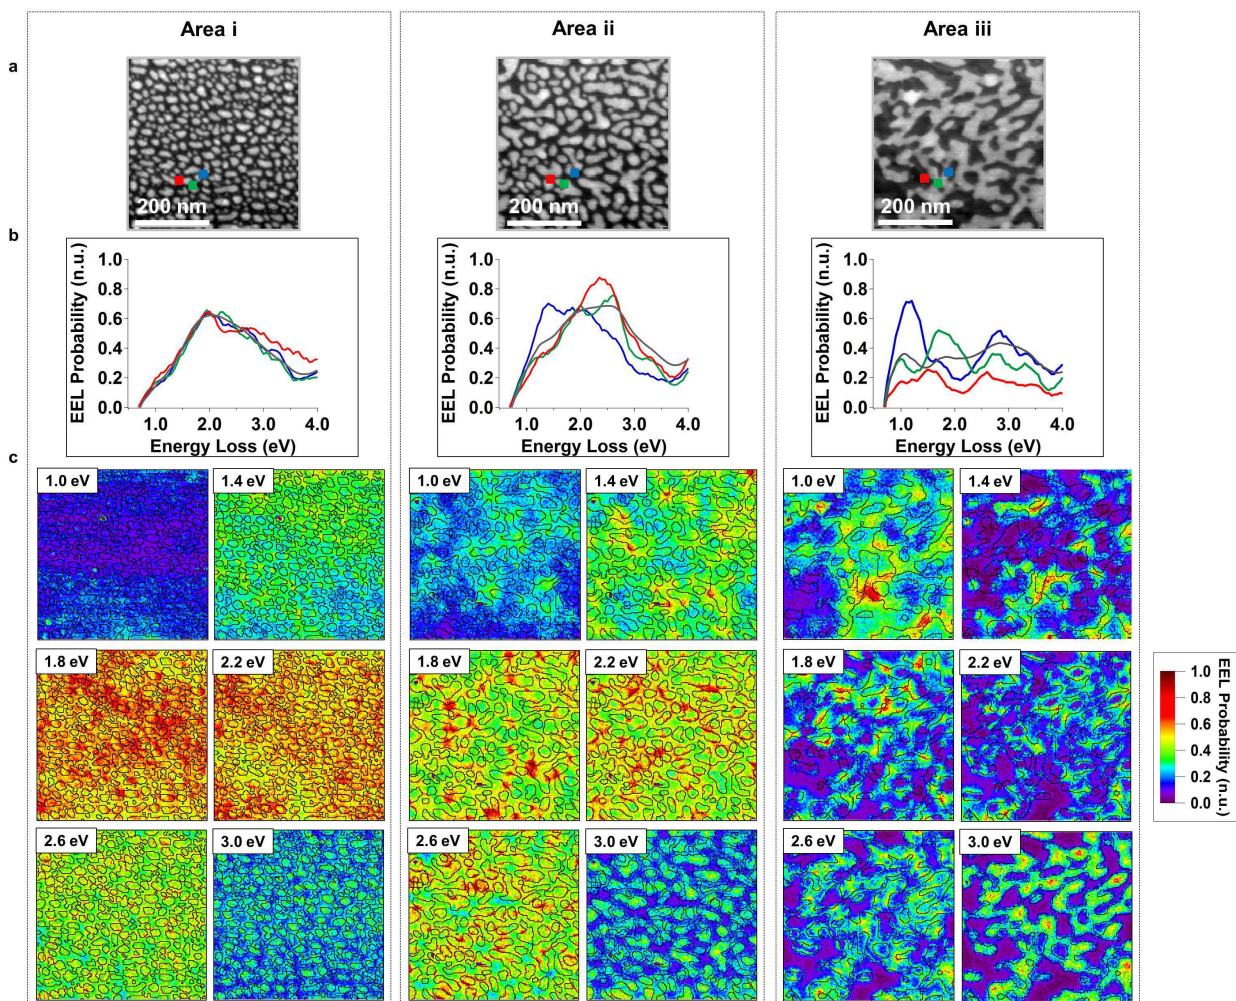 Area i
Area ii
Area iii
a
200 nm
200 nm
200 nm
b
EEL Probability (n.u.)
1.0
0.8
0.6
0.4
0.2
0.0
1.0 2.0 3.0 4.0
Energy Loss (eV)
EEL Probability (n.u.)
1.0
0.8
0.6
0.4
0.2
0.0
1.0 2.0 3.0 4.0
Energy Loss (eV)
EEL Probability (n.u.)
1.0
0.8
0.6
0.4
0.2
0.0
1.0 2.0 3.0 4.0
Energy Loss (eV)
c
1.0 eV
1.4 eV
1.0 eV
1.4 eV
1.0 eV
1.4 eV
1.8 eV
2.2 eV
1.8 eV
2.2 eV
1.8 eV
2.2 eV
2.6 eV
3.0 eV
2.6 eV
3.0 eV
2.6 eV
3.0 eV
1.0
0.8
0.6
0.4
0.2
0.0
EEL Probability (n.u.)